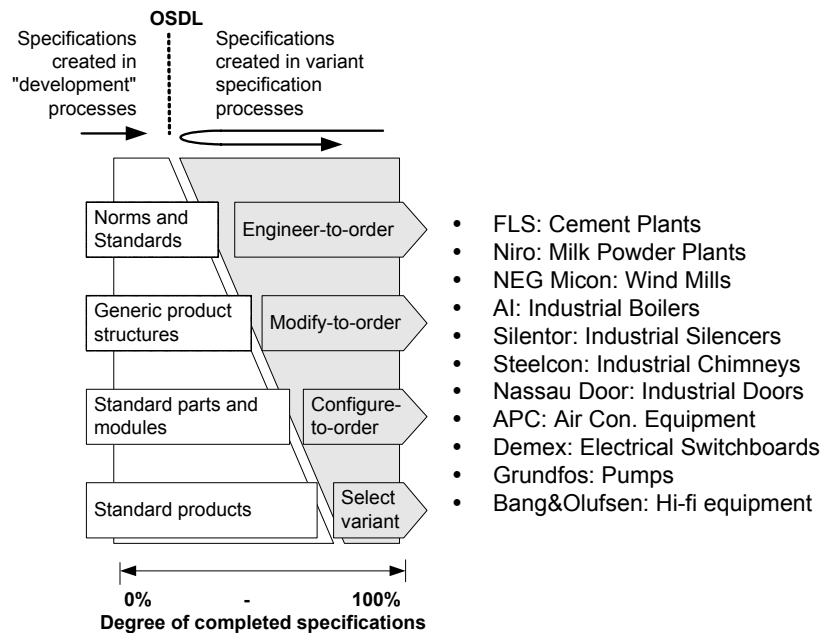 OSDL
Specifications
created in
"development"
processes
Specifications
created in variant
specification
processes
Norms and
Standards
Engineer-to-order
Generic product
structures
Modify-to-order
Standard parts and
modules
Configure-
to-order
Standard products
Select
variant
0% - 100%
Degree of completed specifications
• FLS: Cement Plants
• Niro: Milk Powder Plants
• NEG Micon: Wind Mills
• AI: Industrial Boilers
• Silentor: Industrial Silencers
• Steelcon: Industrial Chimneys
• Nassau Door: Industrial Doors
• APC: Air Con. Equipment
• Demex: Electrical Switchboards
• Grundfos: Pumps
• Bang&Olufsen: Hi-fi equipment